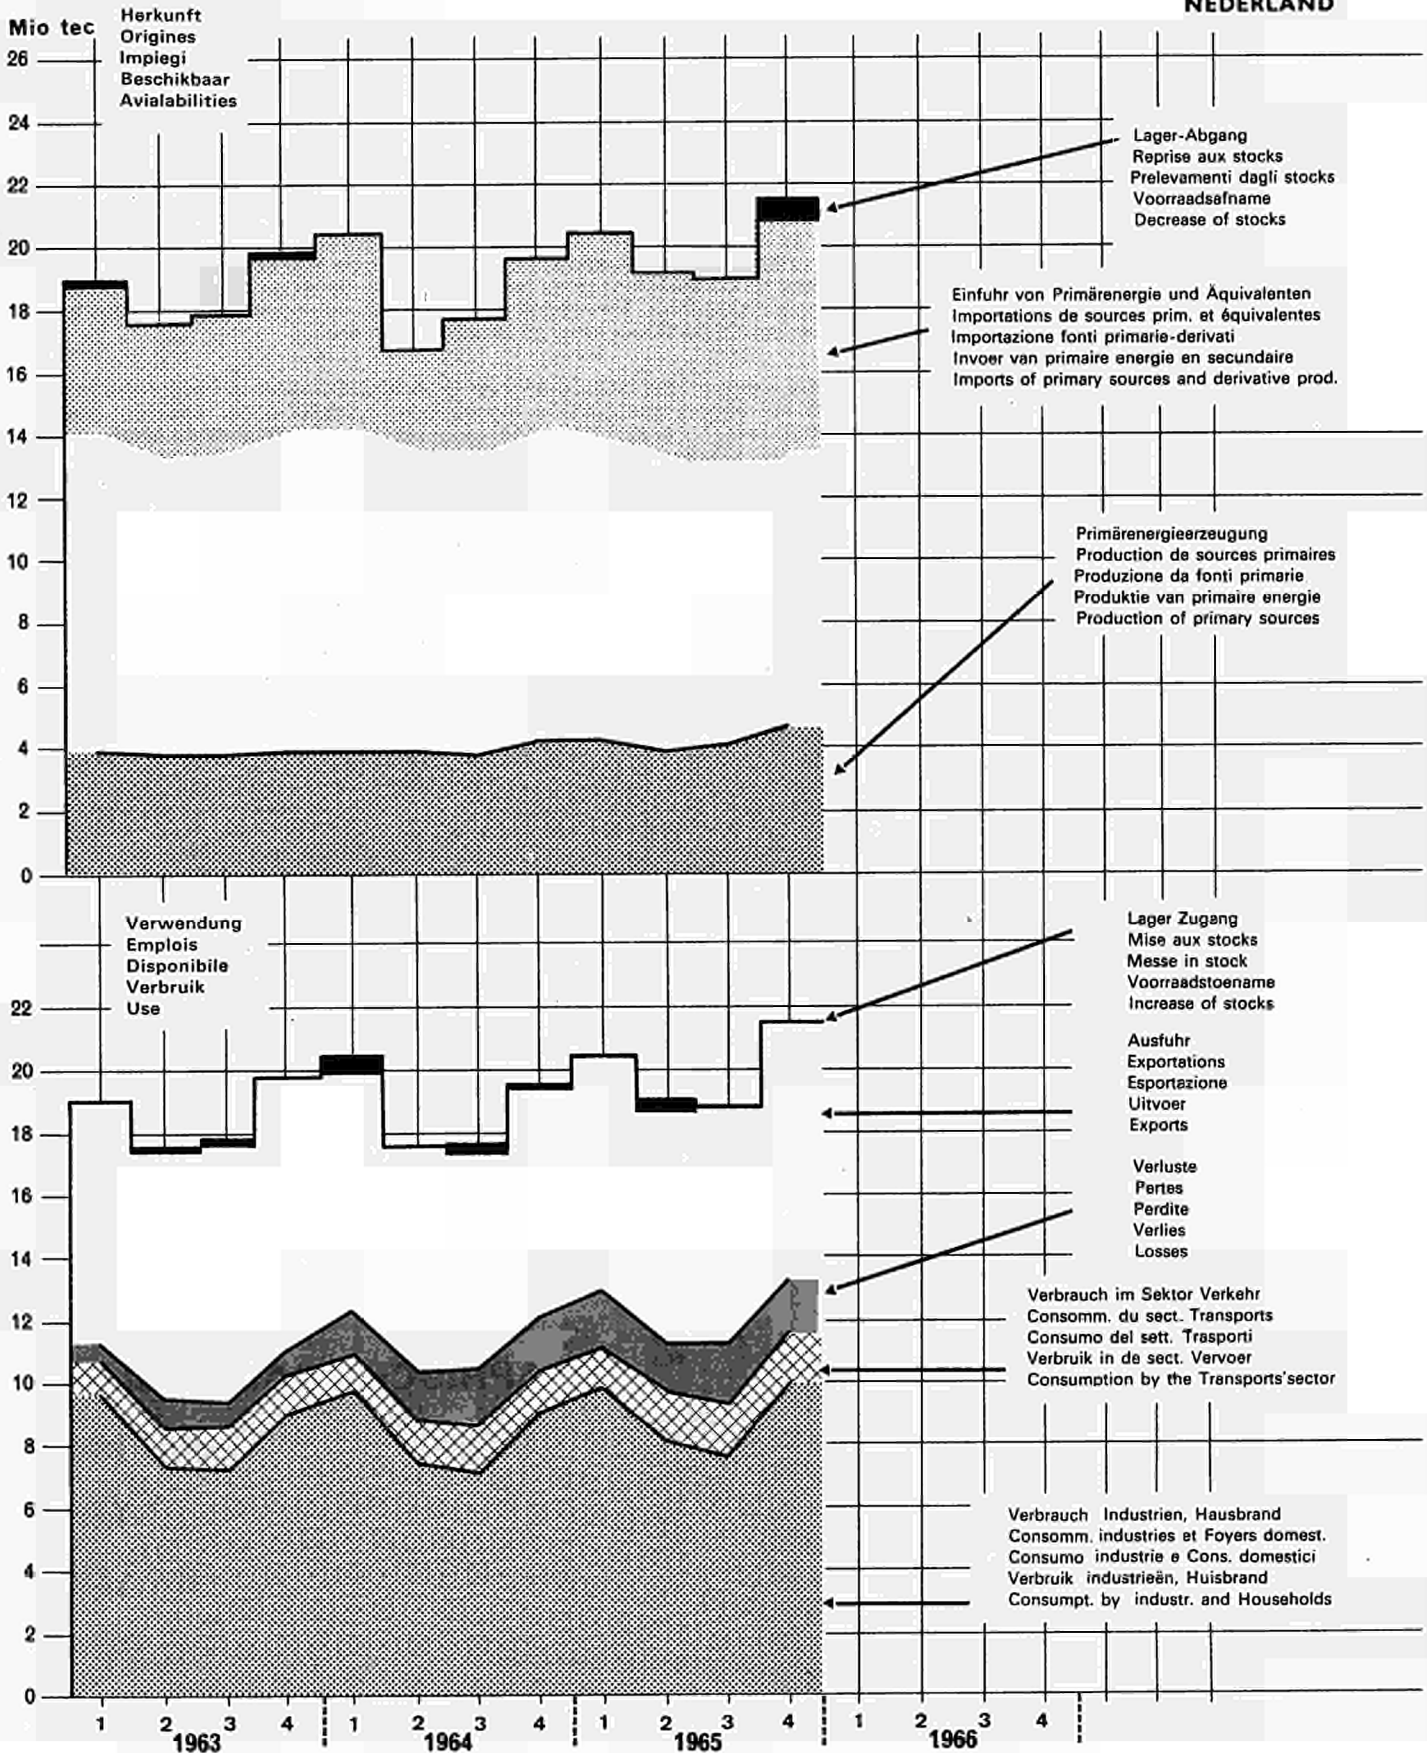 NEDERLAND
Mio tec
Herkunft
Origines
Impiegi
Beschikbaar
Avialabilities
26
24
22
20
18
16
14
12
10
8
6
4
2
0
Lager-Abgang
Reprise aux stocks
Prelevamenti dagli stocks
Voorraadsafname
Decrease of stocks
Einfuhr von Primärenergie und Äquivalenten
Importations de sources prim. et équivalentes
Importazione fonti primarie-derivati
Invoer van primaire energie en secundaire
Imports of primary sources and derivative prod.
Primärenergieerzeugung
Production de sources primaires
Produzione da fonti primarie
Produktie van primaire energie
Production of primary sources
Verwendung
Emplois
Disponibile
Verbruik
Use
22
20
18
16
14
12
10
8
6
4
2
0
Lager Zugang
Mise aux stocks
Messe in stock
Voorraadstoename
Increase of stocks
Ausfuhr
Exportations
Esportazione
Uitvoer
Exports
Verluste
Pertes
Perdite
Verlies
Losses
Verbrauch im Sektor Verkehr
Consomm. du sect. Transports
Consumo del sett. Trasporti
Verbruik in de sect. Vervoer
Consumption by the Transports'sector
Verbrauch Industrien, Hausbrand
Consomm. industries et Foyers domest.
Consumo industrie e Cons. domestici
Verbruik industrieën, Huisbrand
Consumpt. by industr. and Households
1 2 3 4 1 2 3 4 1 2 3 4 1 2 3 4
1963 1964 1965 1966